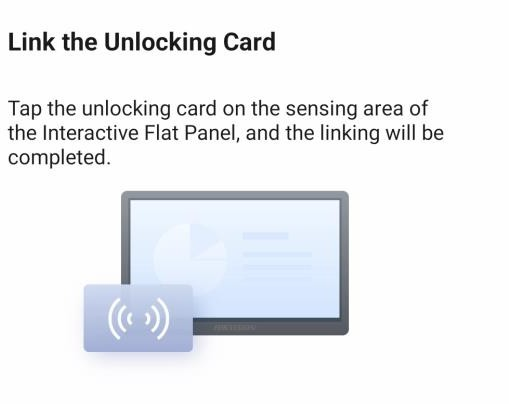 Link the Unlocking Card
Tap the unlocking card on the sensing area of
the Interactive Flat Panel, and the linking will be
completed.
HIKVISION